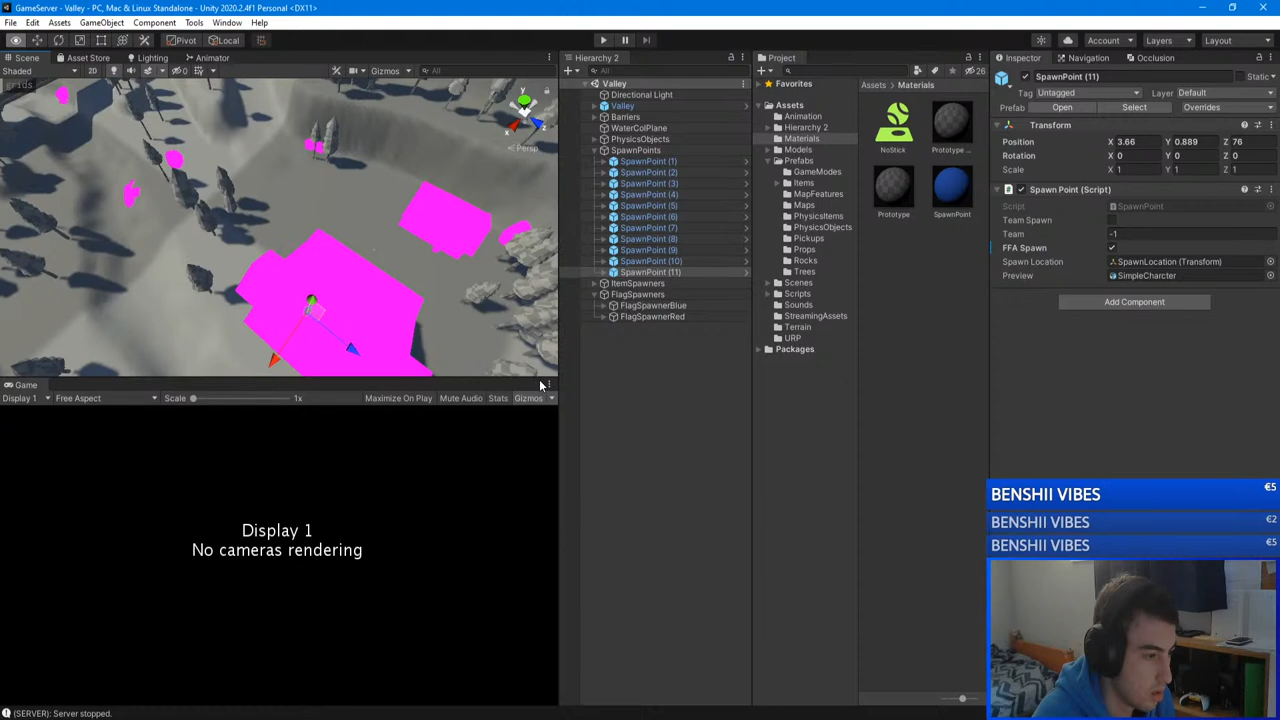 GameServer - Valley - PC, Mac & Linux Standalone - Unity 2020.2.4f1 Personal <DX11>
File Edit Assets GameObject Component Tools Window Help
Pivot Local Account Layers Layout
Scene Asset Store Lighting Animator
Shaded 2D 0 Gizmos All
grids
y
x
z
Persp
Game
Display 1 Free Aspect Scale 1x Maximize On Play Mute Audio Stats Gizmos
Display 1
No cameras rendering
(SERVER): Server stopped.
Hierarchy 2
All
Valley
Directional Light
Valley
Barriers
WaterColPlane
PhysicsObjects
SpawnPoints
SpawnPoint (1)
SpawnPoint (2)
SpawnPoint (3)
SpawnPoint (4)
SpawnPoint (5)
SpawnPoint (6)
SpawnPoint (7)
SpawnPoint (8)
SpawnPoint (9)
SpawnPoint (10)
SpawnPoint (11)
ItemSpawners
FlagSpawners
FlagSpawnerBlue
FlagSpawnerRed
Project
26
Favorites
Assets
Animation
Hierarchy 2
Materials
Models
Prefabs
GameModes
Items
MapFeatures
Maps
PhysicsItems
PhysicsObjects
Pickups
Props
Rocks
Trees
Scenes
Scripts
Sounds
StreamingAssets
Terrain
URP
Packages
Assets > Materials
NoStick Prototype ...
Prototype SpawnPoint
Inspector Navigation Occlusion
SpawnPoint (11) Static
Tag Untagged Layer Default
Prefab Open Select Overrides
Transform
Position X 3.66 Y 0.889 Z 76
Rotation X 0 Y 0 Z 0
Scale X 1 Y 1 Z 1
Spawn Point (Script)
Script SpawnPoint
Team Spawn
Team -1
FFA Spawn
Spawn Location SpawnLocation (Transform)
Preview SimpleCharcter
Add Component
BENSHII VIBES €5
BENSHII VIBES €2
BENSHII VIBES €5